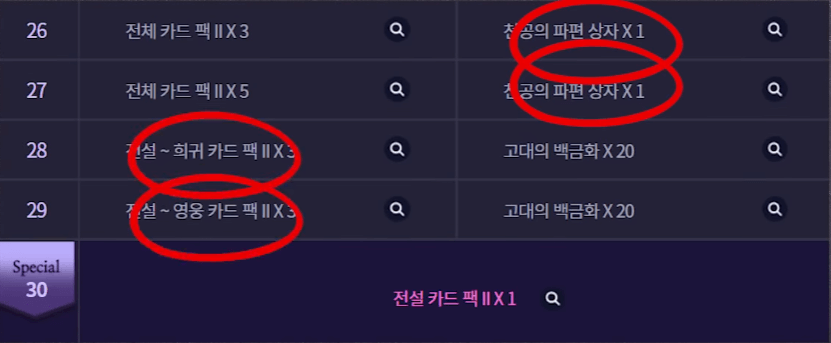 26 전체 카드 팩 II X 3 천공의 파편 상자 X 1
27 전체 카드 팩 II X 5 천공의 파편 상자 X 1
28 전설 ~ 희귀 카드 팩 II X 3 고대의 백금화 X 20
29 전설 ~ 영웅 카드 팩 II X 3 고대의 백금화 X 20
Special
30 전설 카드 팩 II X 1